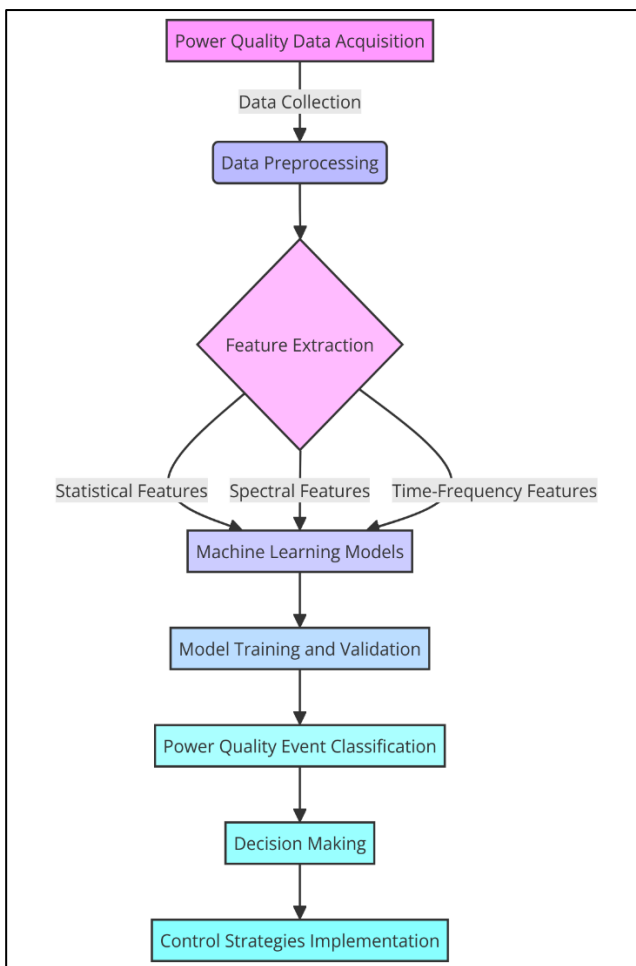 Power Quality Data Acquisition
Data Collection
Data Preprocessing
Feature Extraction
Statistical Features
Spectral Features
Time-Frequency Features
Machine Learning Models
Model Training and Validation
Power Quality Event Classification
Decision Making
Control Strategies Implementation